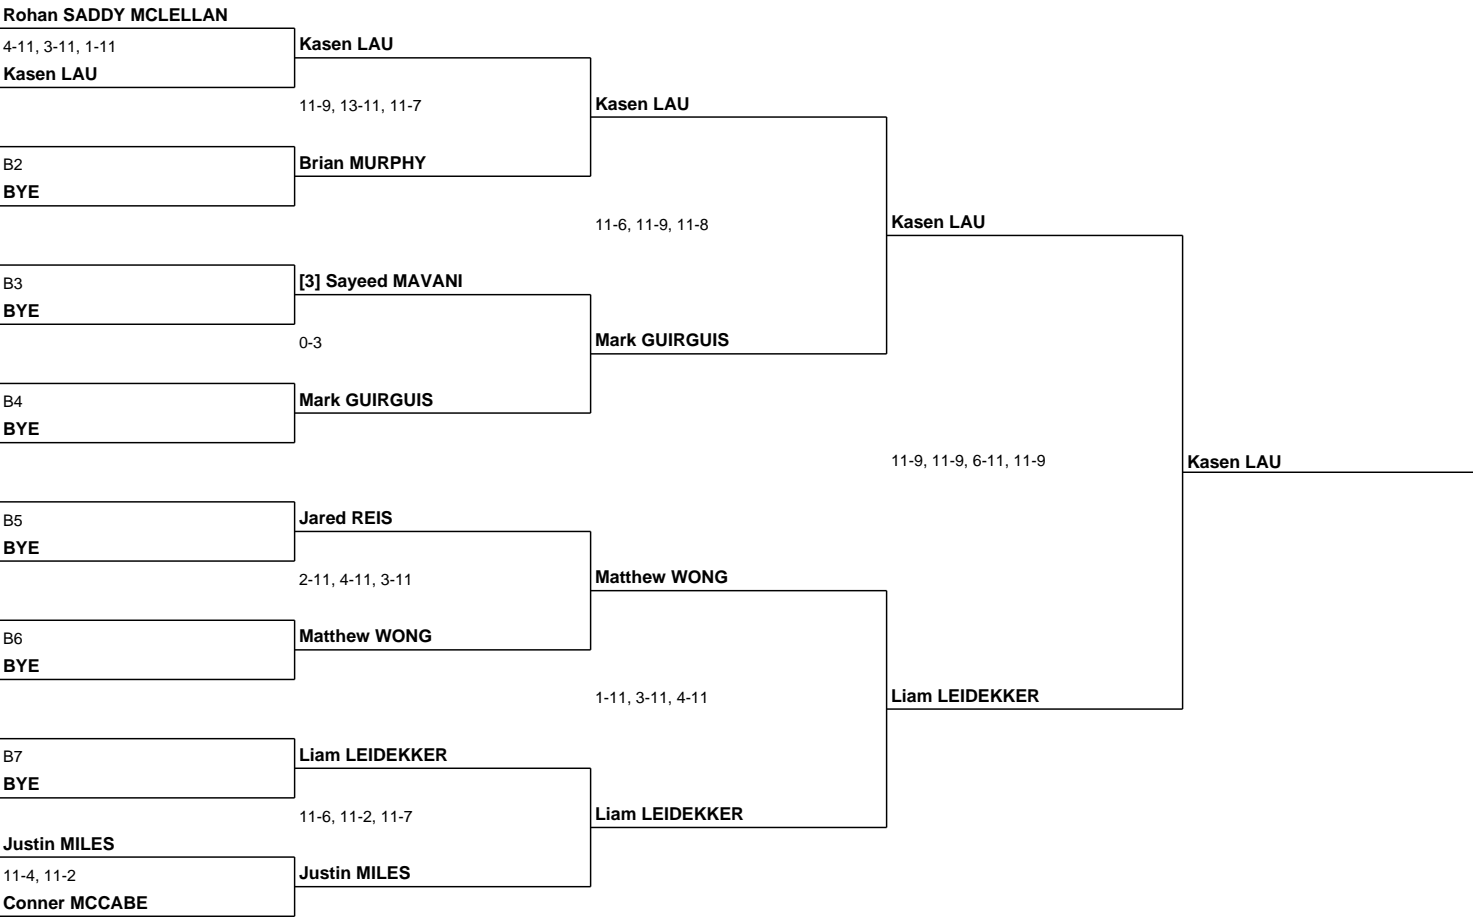 Rohan SADDY MCLELLAN
4-11, 3-11, 1-11
Kasen LAU
Kasen LAU
11-9, 13-11, 11-7
Kasen LAU
B2
BYE
Brian MURPHY
11-6, 11-9, 11-8
Kasen LAU
B3
BYE
[3] Sayeed MAVANI
0-3
Mark GUIRGUIS
B4
BYE
Mark GUIRGUIS
11-9, 11-9, 6-11, 11-9
Kasen LAU
B5
BYE
Jared REIS
2-11, 4-11, 3-11
Matthew WONG
B6
BYE
Matthew WONG
1-11, 3-11, 4-11
Liam LEIDEKKER
B7
BYE
Liam LEIDEKKER
11-6, 11-2, 11-7
Liam LEIDEKKER
Justin MILES
11-4, 11-2
Conner MCCABE
Justin MILES